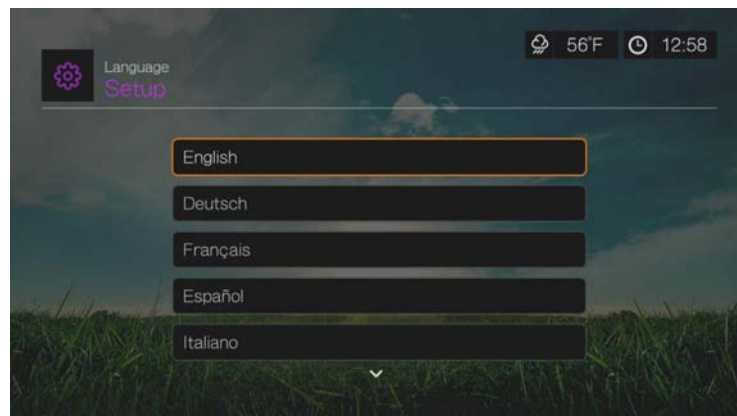 56°F 12:58
Language
Setup
English
Deutsch
Français
Español
Italiano